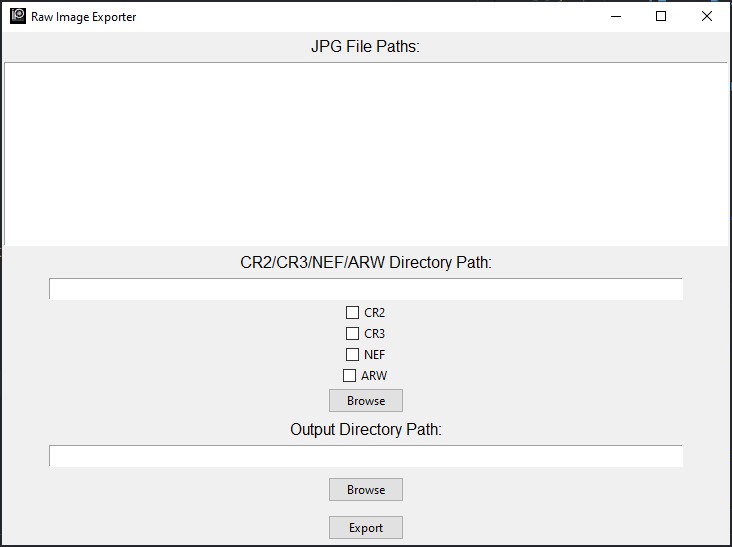 Raw Image Exporter
JPG File Paths:
CR2/CR3/NEF/ARW Directory Path:
CR2
CR3
NEF
ARW
Browse
Output Directory Path:
Browse
Export